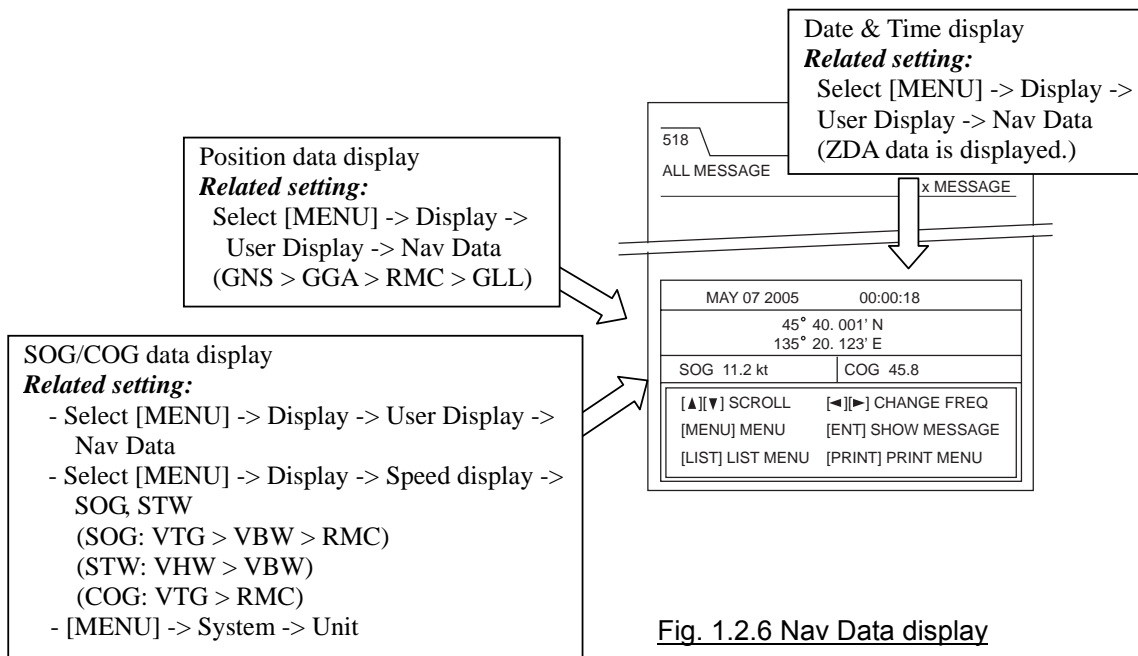 Date & Time display
Related setting:
Select [MENU] -> Display ->
User Display -> Nav Data
(ZDA data is displayed.)
518
ALL MESSAGE
x MESSAGE
Position data display
Related setting:
Select [MENU] -> Display ->
User Display -> Nav Data
(GNS > GGA > RMC > GLL)
MAY 07 2005 00:00:18
45° 40. 001' N
135° 20. 123' E
SOG 11.2 kt COG 45.8
[▲][▼] SCROLL [◄][►] CHANGE FREQ
[MENU] MENU [ENT] SHOW MESSAGE
[LIST] LIST MENU [PRINT] PRINT MENU
SOG/COG data display
Related setting:
- Select [MENU] -> Display -> User Display ->
Nav Data
- Select [MENU] -> Display -> Speed display ->
SOG, STW
(SOG: VTG > VBW > RMC)
(STW: VHW > VBW)
(COG: VTG > RMC)
- [MENU] -> System -> Unit
Fig. 1.2.6 Nav Data display